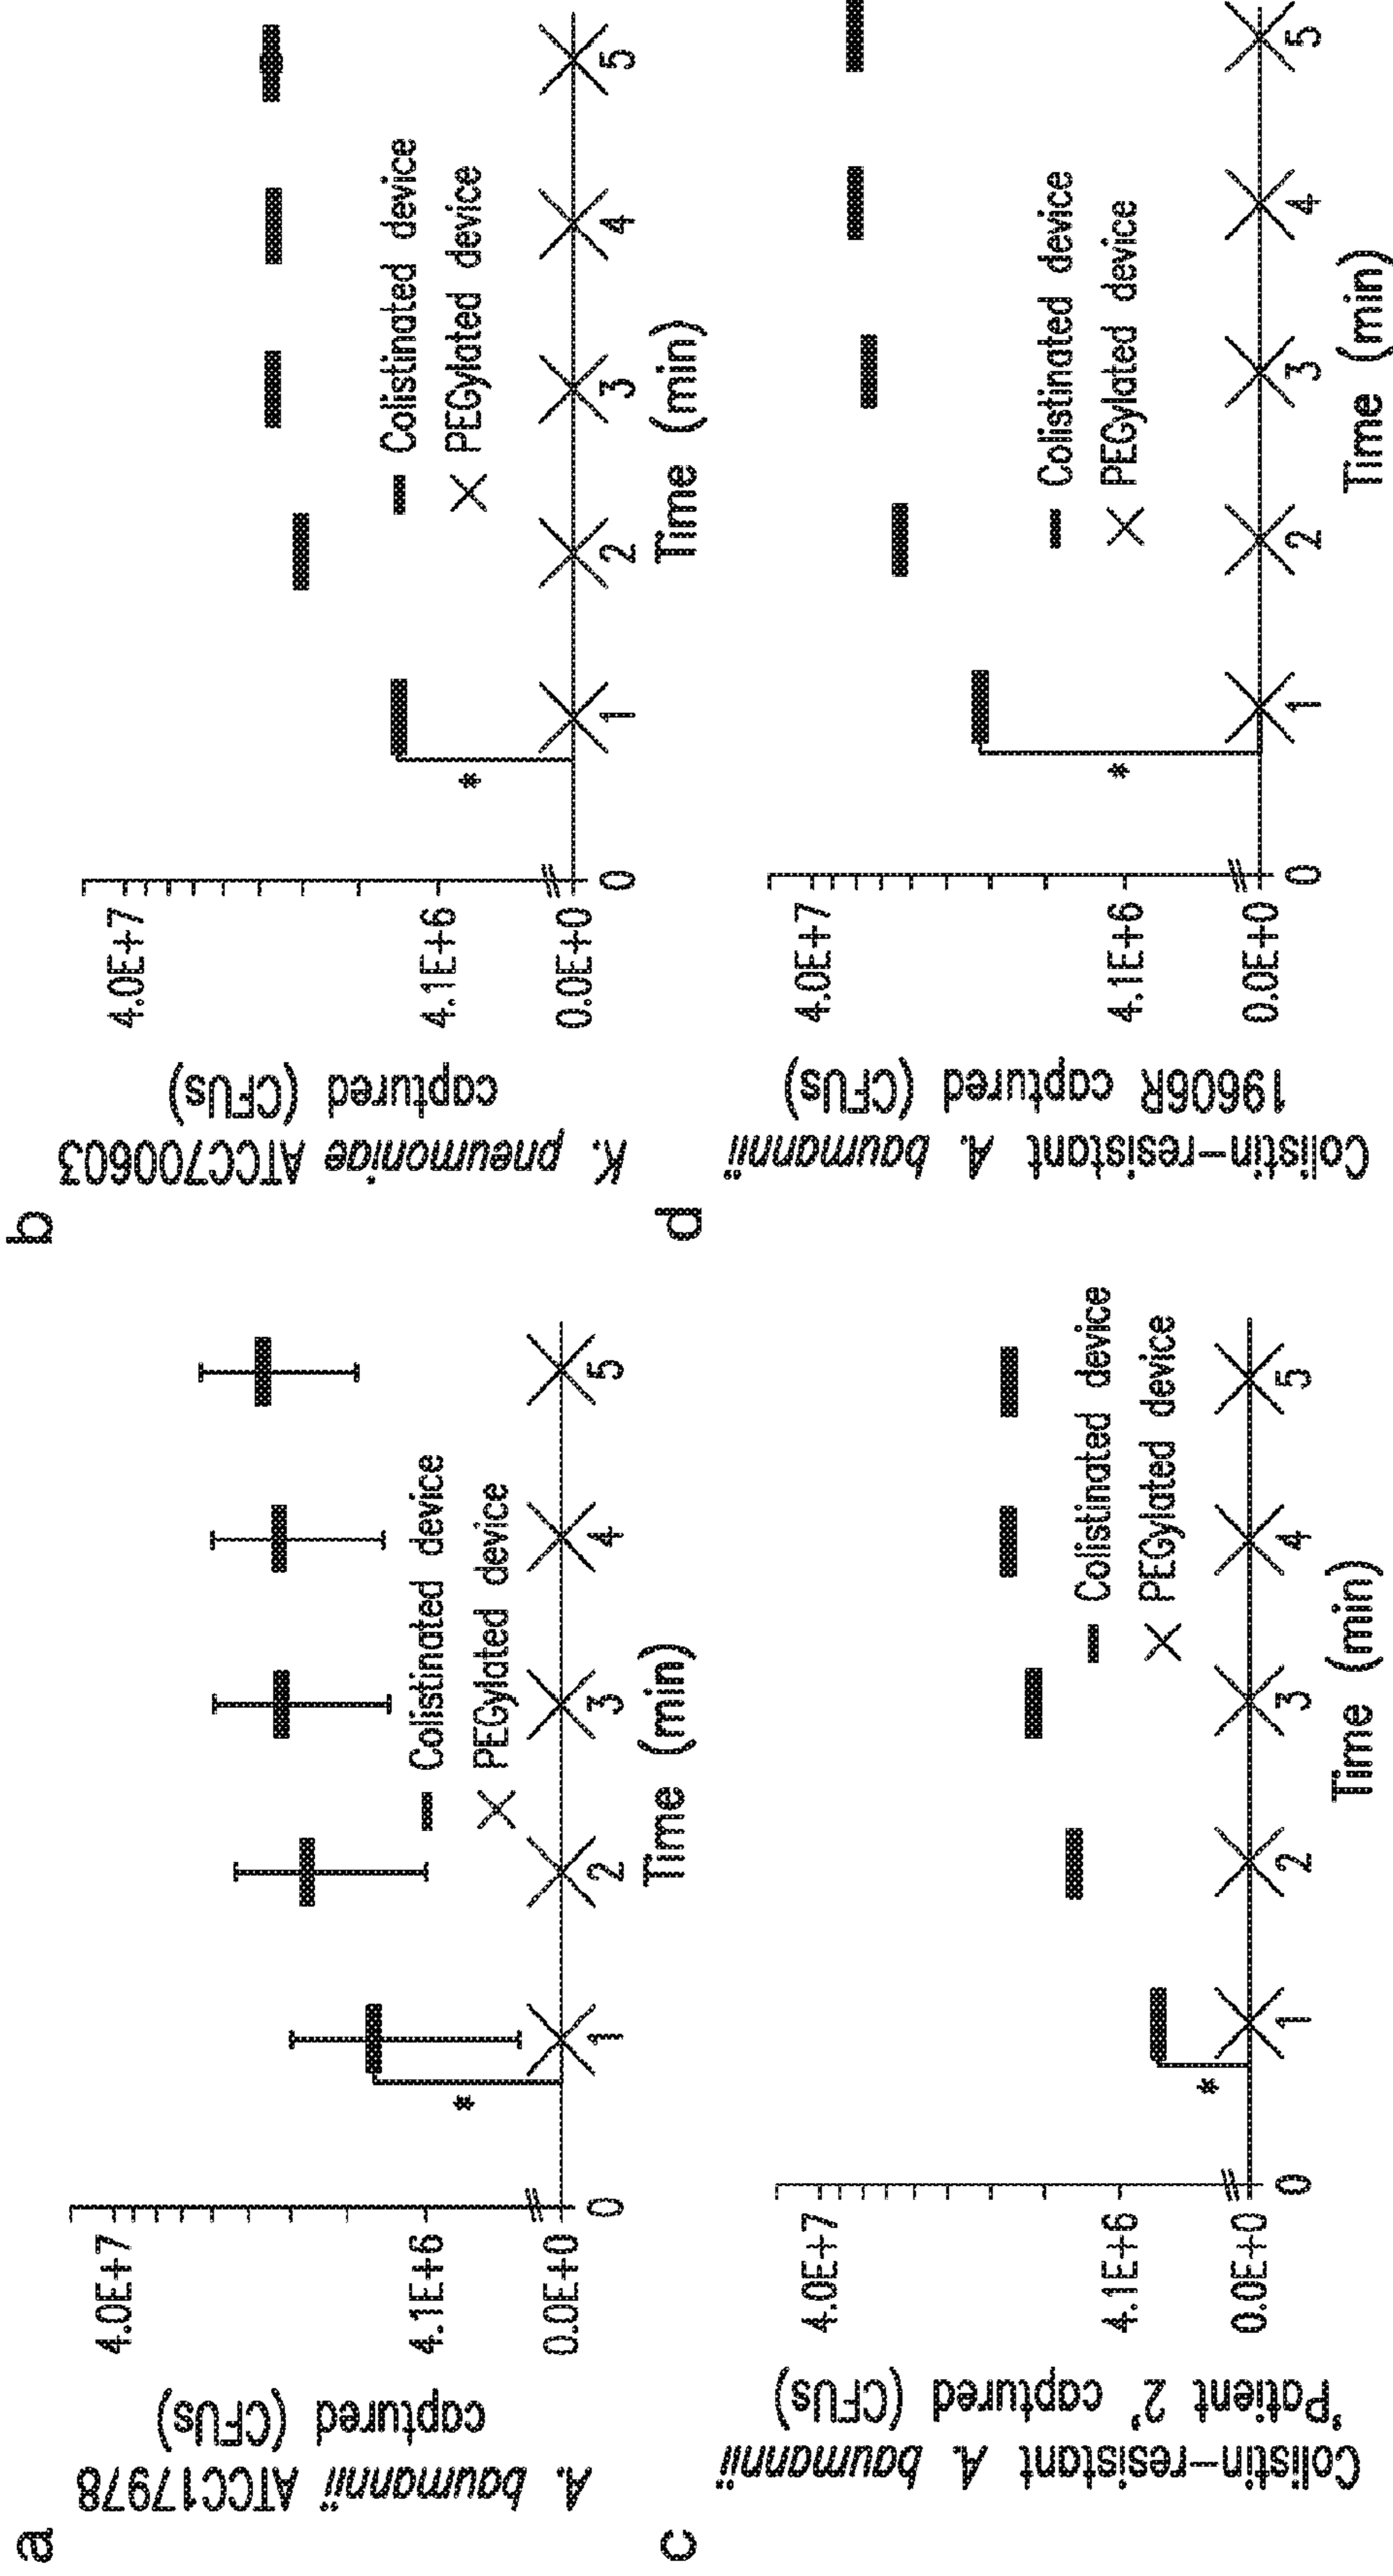 a
A. baumannii ATCC17978
captured (CFUs)
4.0E+7
4.1E+6
0.0E+0
*
Colistinated device
PEGylated device
0 1 2 3 4 5
Time (min)
b
K. pneumoniae ATCC700603
captured (CFUs)
4.0E+7
4.1E+6
0.0E+0
*
Colistinated device
PEGylated device
0 1 2 3 4 5
Time (min)
c
Colistin-resistant A. baumannii
'Patient 2' captured (CFUs)
4.0E+7
4.1E+6
0.0E+0
*
Colistinated device
PEGylated device
0 1 2 3 4 5
Time (min)
d
Colistin-resistant A. baumannii
19606R captured (CFUs)
4.0E+7
4.1E+6
0.0E+0
*
Colistinated device
PEGylated device
0 1 2 3 4 5
Time (min)